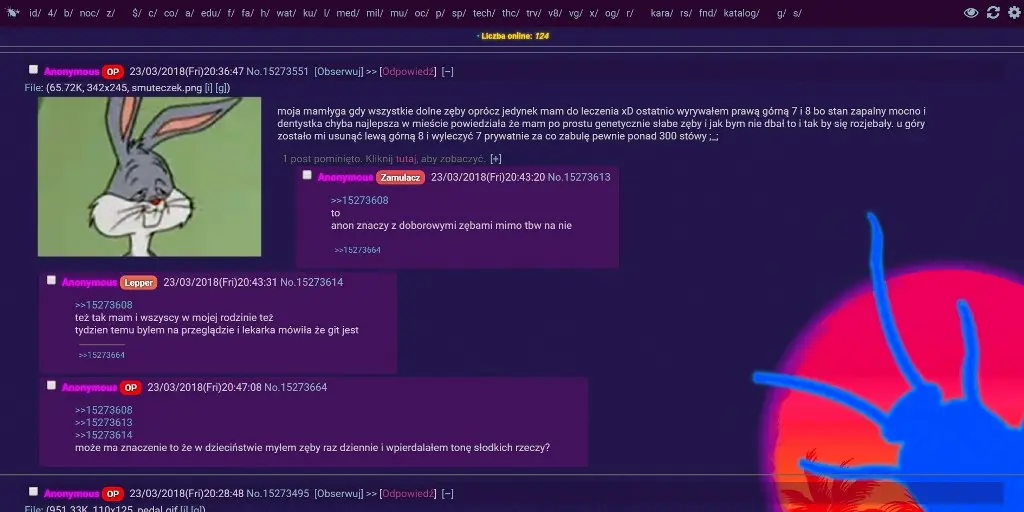 id/ 4/ b/ noc/ z/ $/ c/ co/ a/ edu/ f/ fa/ h/ wat/ ku/ l/ med/ mil/ mu/ oc/ p/ sp/ tech/ thc/ trv/ v8/ vg/ x/ og/ r/ kara/ rs/ fnd/ katalog/ g/ s/
- Liczba online: 124
Anonymous OP 23/03/2018(Fri)20:36:47 No.15273551 [Obserwuj] >> [Odpowiedź] [–]
File: (65.72K, 342x245, smuteczek.png [i] [g])
moja mamłyga gdy wszystkie dolne zęby oprócz jedynek mam do leczenia xD ostatnio wyrywałem prawą górną 7 i 8 bo stan zapalny mocno i
dentystka chyba najlepsza w mieście powiedziała że mam po prostu genetycznie słabe zęby i jak bym nie dbał to i tak by się rozjebały. u góry
zostało mi usunąć lewą górną 8 i wyleczyć 7 prywatnie za co zabulę pewnie ponad 300 stówy ;_;
1 post pominięto. Kliknij tutaj, aby zobaczyć. [+]
Anonymous Zamulacz 23/03/2018(Fri)20:43:20 No.15273613
>>15273608
to
anon znaczy z doborowymi zębami mimo tbw na nie
>>15273664
Anonymous Lepper 23/03/2018(Fri)20:43:31 No.15273614
>>15273608
też tak mam i wszyscy w mojej rodzinie też
tydzien temu bylem na przeglądzie i lekarka mówiła że git jest
>>15273664
Anonymous OP 23/03/2018(Fri)20:47:08 No.15273664
>>15273608
>>15273613
>>15273614
może ma znaczenie to że w dzieciństwie myłem zęby raz dziennie i wpierdalałem tonę słodkich rzeczy?
Anonymous OP 23/03/2018(Fri)20:28:48 No.15273495 [Obserwuj] >> [Odpowiedź] [–]
File: (951.33K, 110x125, pedal.gif [i] [g])